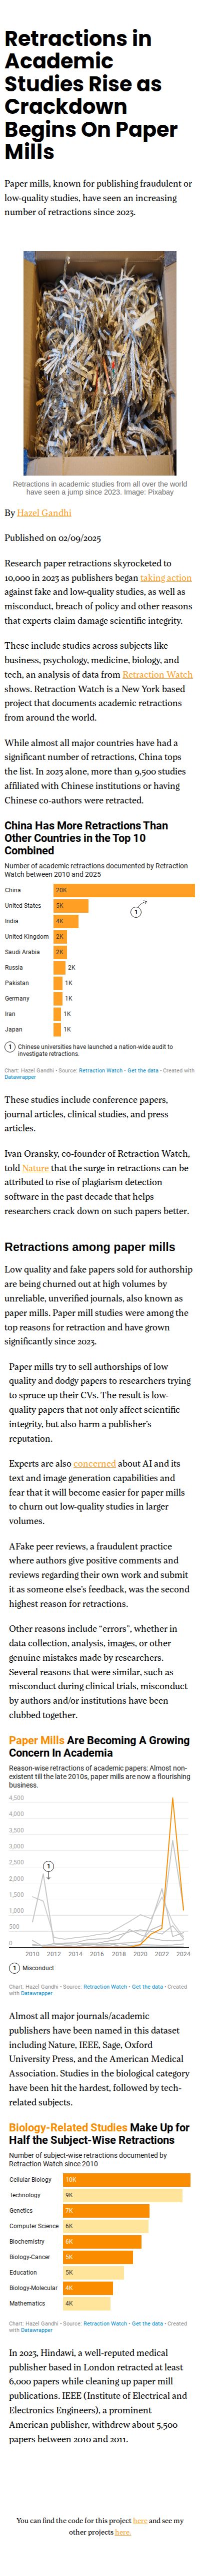 Retractions in
Academic
Studies Rise as
Crackdown
Begins On Paper
Mills
Paper mills, known for publishing fraudulent or
low-quality studies, have seen an increasing
number of retractions since 2023.
Retractions in academic studies from all over the world
have seen a jump since 2023. Image: Pixabay
By Hazel Gandhi
Published on 02/09/2025
Research paper retractions skyrocketed to
10,000 in 2023 as publishers began taking action
against fake and low-quality studies, as well as
misconduct, breach of policy and other reasons
that experts claim damage scientific integrity.
These include studies across subjects like
business, psychology, medicine, biology, and
tech, an analysis of data from Retraction Watch
shows. Retraction Watch is a New York based
project that documents academic retractions
from around the world.
While almost all major countries have had a
significant number of retractions, China tops
the list. In 2023 alone, more than 9,500 studies
affiliated with Chinese institutions or having
Chinese co-authors were retracted.
China Has More Retractions Than
Other Countries in the Top 10
Combined
Number of academic retractions documented by Retraction
Watch between 2010 and 2025
China 20K
United States 5K
1
India 4K
United Kingdom 2K
Saudi Arabia 2K
Russia 2K
Pakistan 1K
Germany 1K
Iran 1K
Japan 1K
1 Chinese universities have launched a nation-wide audit to
investigate retractions.
Chart: Hazel Gandhi • Source: Retraction Watch • Get the data • Created with
Datawrapper
These studies include conference papers,
journal articles, clinical studies, and press
articles.
Ivan Oransky, co-founder of Retraction Watch,
told Nature that the surge in retractions can be
attributed to rise of plagiarism detection
software in the past decade that helps
researchers crack down on such papers better.
Retractions among paper mills
Low quality and fake papers sold for authorship
are being churned out at high volumes by
unreliable, unverified journals, also known as
paper mills. Paper mill studies were among the
top reasons for retraction and have grown
significantly since 2023.
Paper mills try to sell authorships of low
quality and dodgy papers to researchers trying
to spruce up their CVs. The result is low-
quality papers that not only affect scientific
integrity, but also harm a publisher's
reputation.
Experts are also concerned about AI and its
text and image generation capabilities and
fear that it will become easier for paper mills
to churn out low-quality studies in larger
volumes.
AFake peer reviews, a fraudulent practice
where authors give positive comments and
reviews regarding their own work and submit
it as someone else's feedback, was the second
highest reason for retractions.
Other reasons include "errors", whether in
data collection, analysis, images, or other
genuine mistakes made by researchers.
Several reasons that were similar, such as
misconduct during clinical trials, misconduct
by authors and/or institutions have been
clubbed together.
Paper Mills Are Becoming A Growing
Concern In Academia
Reason-wise retractions of academic papers: Almost non-
existent till the late 2010s, paper mills are now a flourishing
business.
4,500
4,000
3,500
3,000
2,500
1
2,000
1,500
1,000
500
0
2010 2012 2014 2016 2018 2020 2022 2024
1 Misconduct
Chart: Hazel Gandhi • Source: Retraction Watch • Get the data • Created
with Datawrapper
Almost all major journals/academic
publishers have been named in this dataset
including Nature, IEEE, Sage, Oxford
University Press, and the American Medical
Association. Studies in the biological category
have been hit the hardest, followed by tech-
related subjects.
Biology-Related Studies Make Up for
Half the Subject-Wise Retractions
Number of subject-wise retractions documented by
Retraction Watch since 2010
Cellular Biology 10K
Technology 9K
Genetics 7K
Computer Science 6K
Biochemistry 6K
Biology-Cancer 5K
Education 5K
Biology-Molecular 4K
Mathematics 4K
Chart: Hazel Gandhi • Source: Retraction Watch • Get the data • Created
with Datawrapper
In 2023, Hindawi, a well-reputed medical
publisher based in London retracted at least
6,000 papers while cleaning up paper mill
publications. IEEE (Institute of Electrical and
Electronics Engineers), a prominent
American publisher, withdrew about 5,500
papers between 2010 and 2011.
You can find the code for this project here and see my
other projects here.